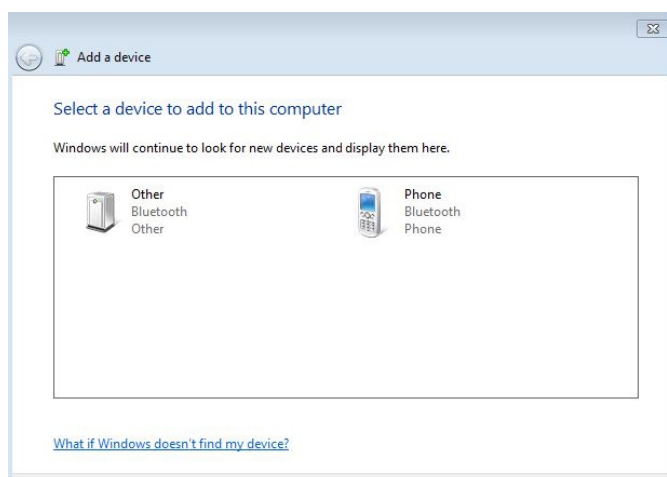 Add a device
Select a device to add to this computer
Windows will continue to look for new devices and display them here.
Other
Bluetooth
Other
Phone
Bluetooth
Phone
What if Windows doesn't find my device?